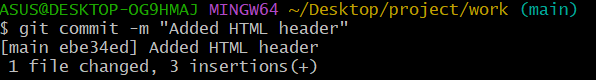 ASUS@DESKTOP-OG9HMAJ MINGW64 ~/Desktop/project/work (main)
$ git commit -m "Added HTML header"
[main ebe34ed] Added HTML header
 1 file changed, 3 insertions(+)